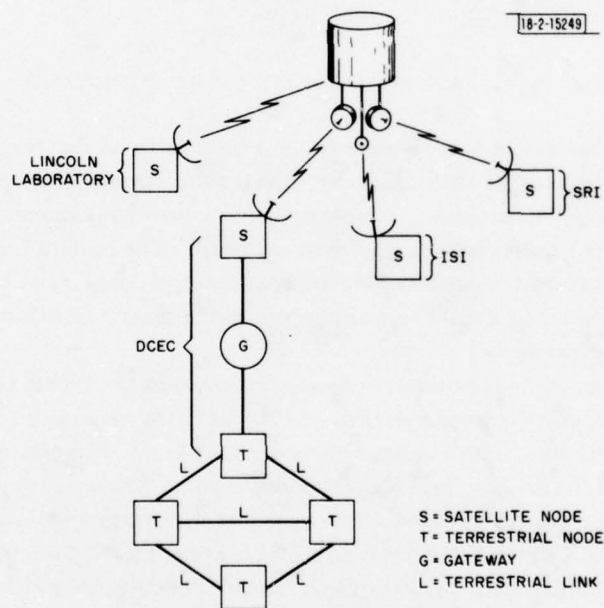 18-2-15249
LINCOLN
LABORATORY
S
S
SRI
S
S
ISI
DCEC
G
T
L
L
T
L
T
L
L
T
S = SATELLITE NODE
T = TERRESTRIAL NODE
G = GATEWAY
L = TERRESTRIAL LINK